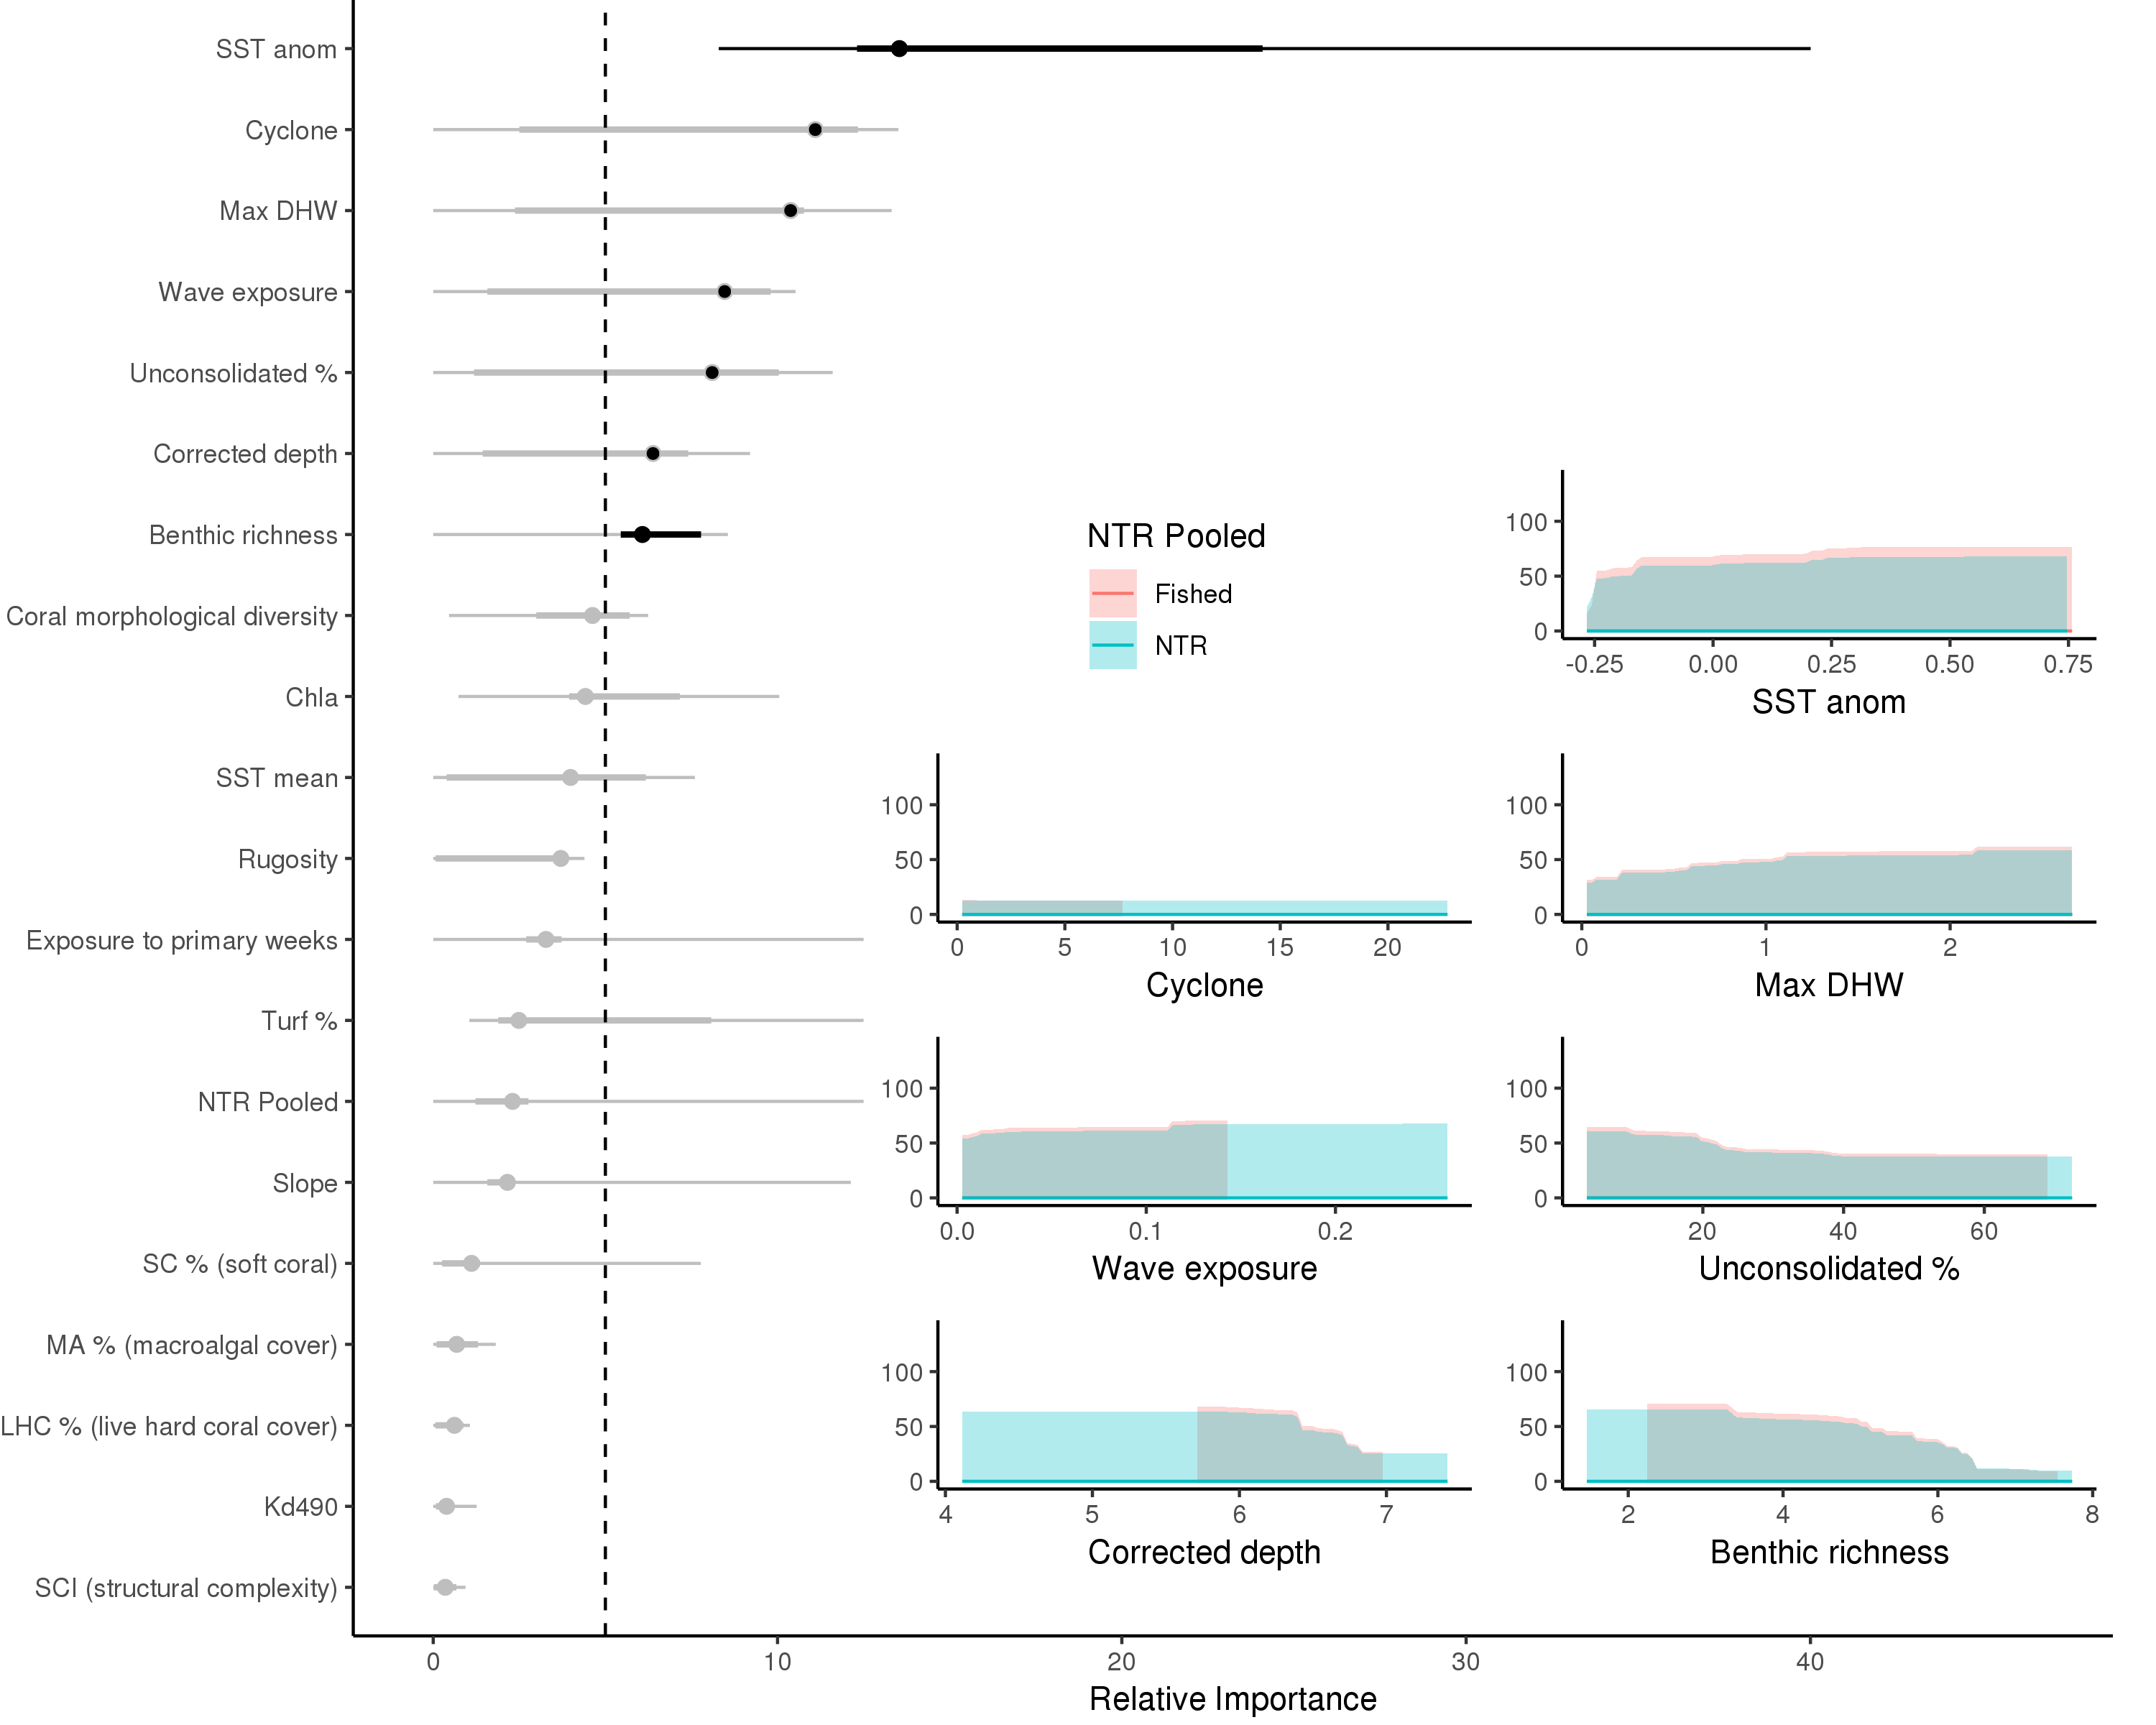 SST anom
Cyclone
Max DHW
Wave exposure
Unconsolidated %
Corrected depth
Benthic richness
Coral morphological diversity
Chla
SST mean
Rugosity
Exposure to primary weeks
Turf %
NTR Pooled
Slope
SC % (soft coral)
MA % (macroalgal cover)
LHC % (live hard coral cover)
Kd490
SCI (structural complexity)
0 10 20 30 40
Relative Importance
NTR Pooled
Fished
NTR
100
50
0
-0.25 0.00 0.25 0.50 0.75
SST anom
100
50
0
0 5 10 15 20
Cyclone
100
50
0
0 1 2
Max DHW
100
50
0
0.0 0.1 0.2
Wave exposure
100
50
0
20 40 60
Unconsolidated %
100
50
0
4 5 6 7
Corrected depth
100
50
0
2 4 6 8
Benthic richness